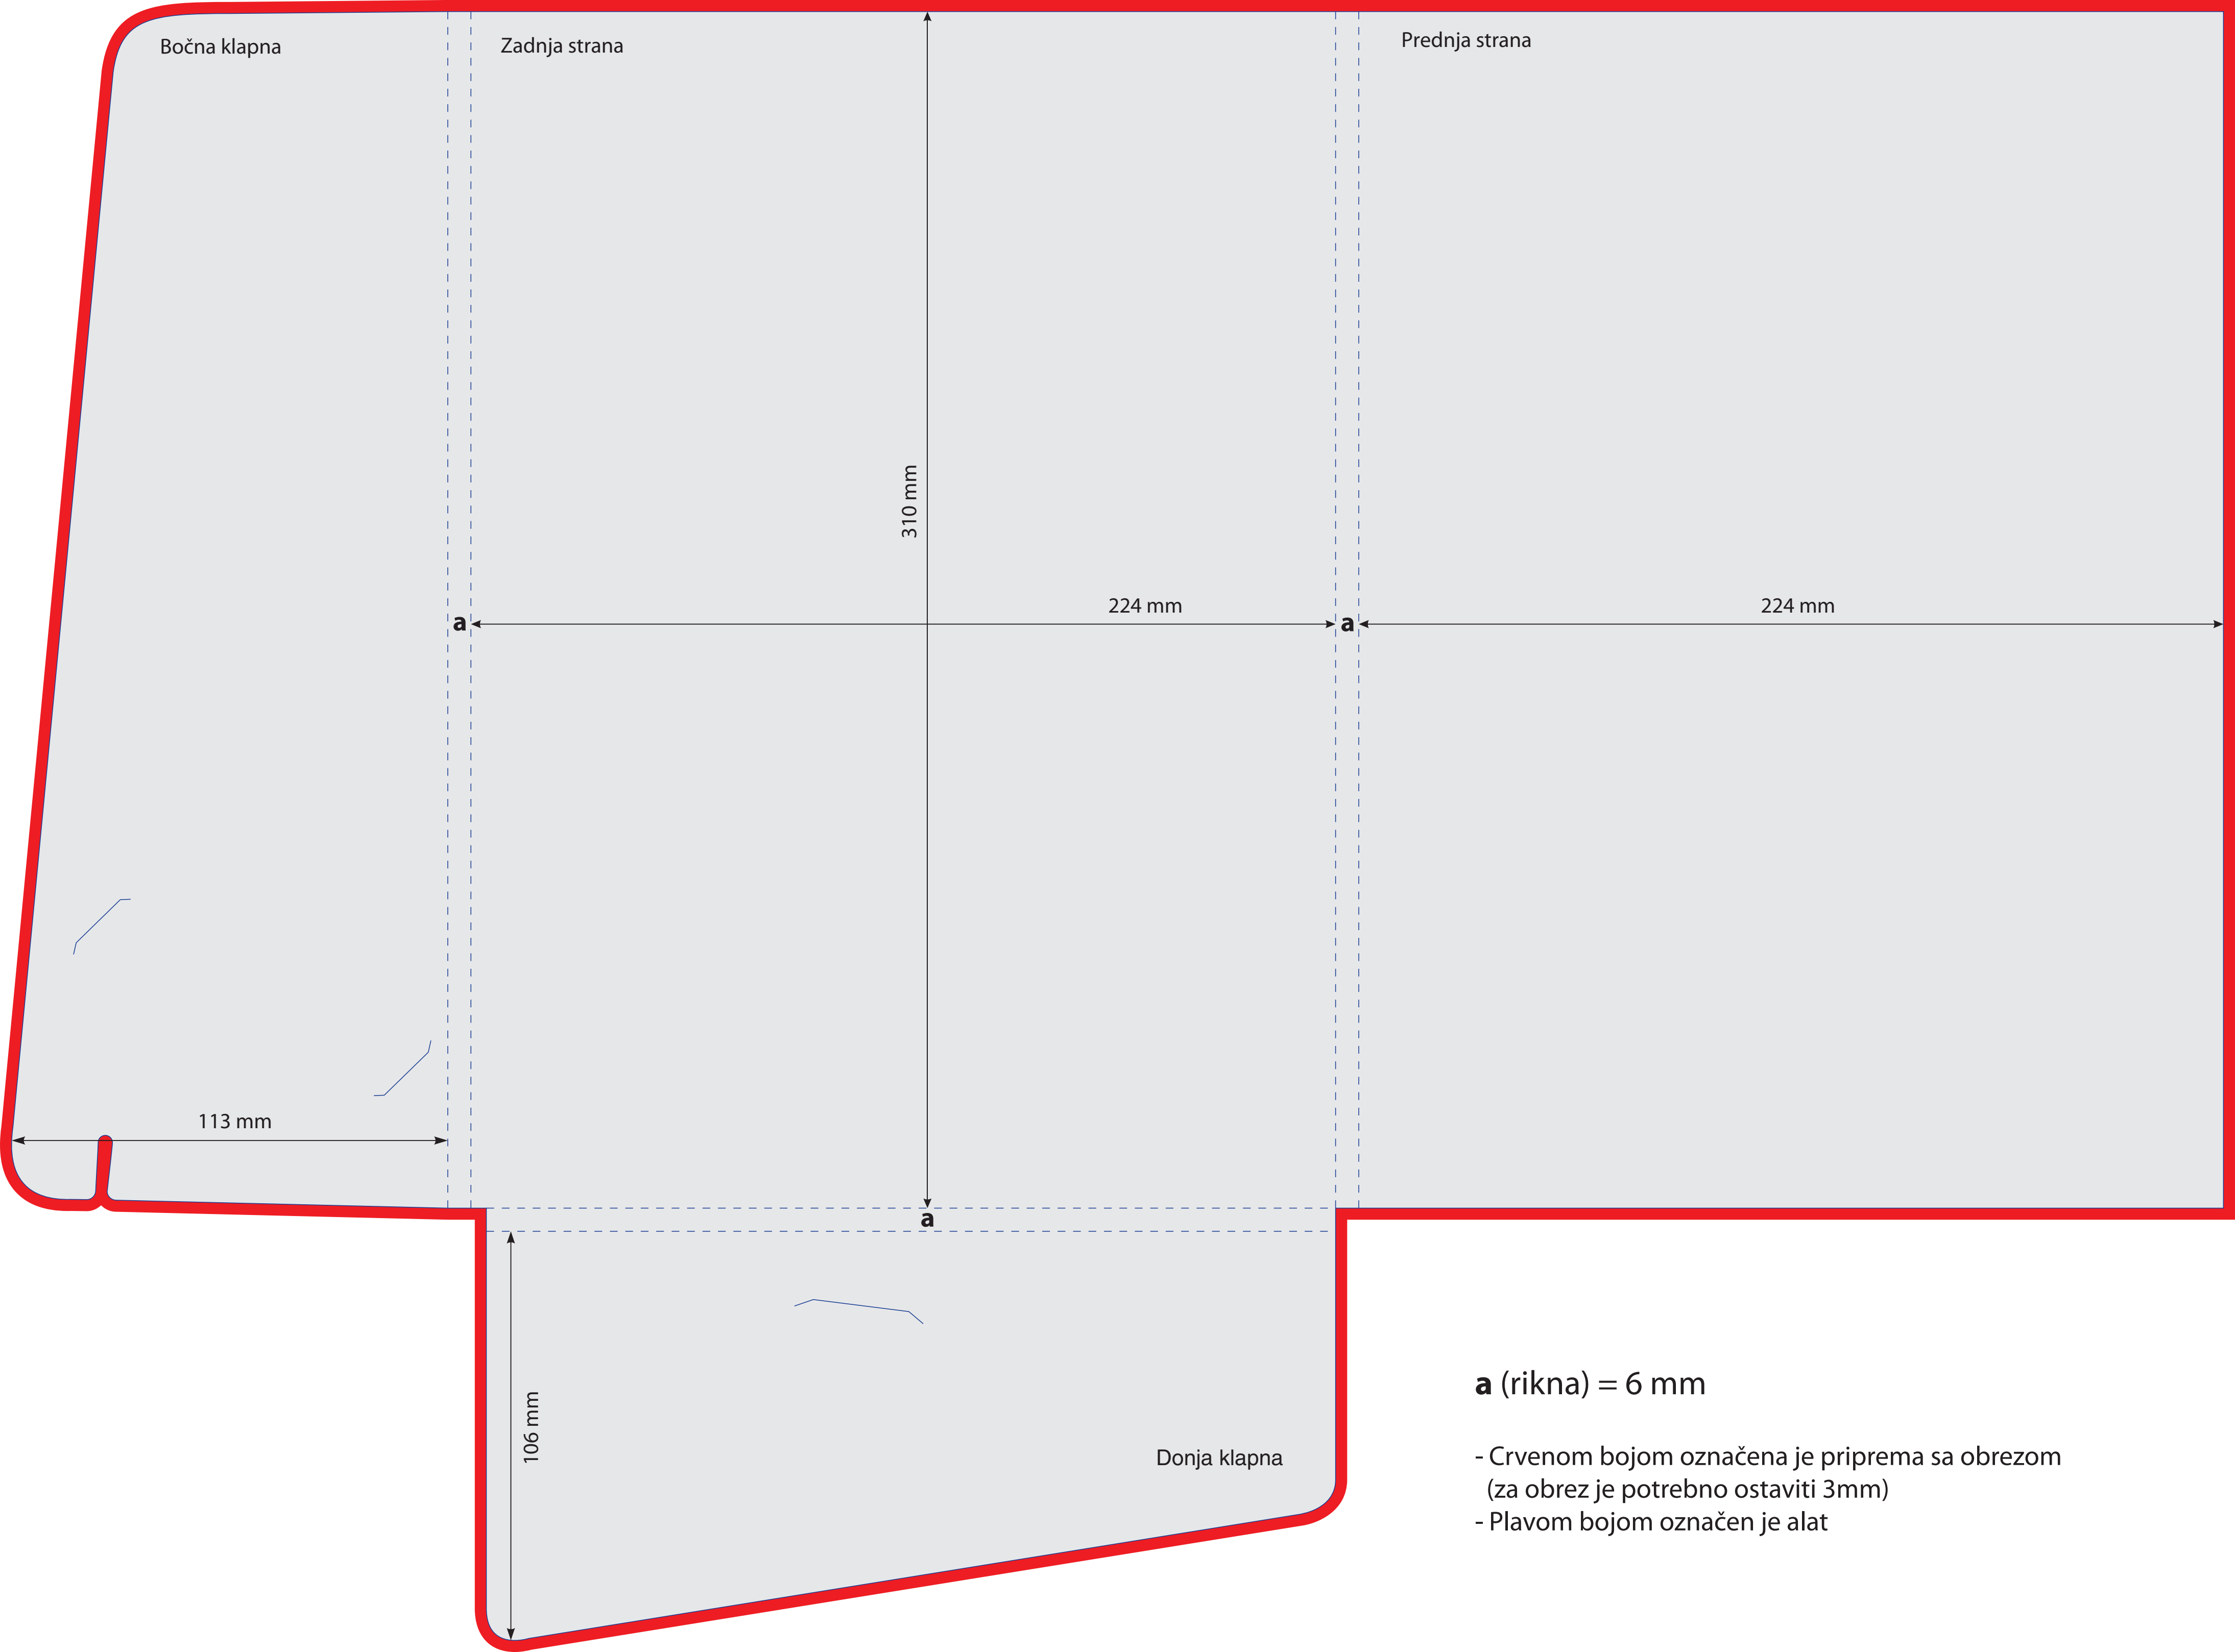 Bočna klapna
Zadnja strana
Prednja strana
310 mm
224 mm
224 mm
a
a
113 mm
a
106 mm
Donja klapna
a (rikna) = 6 mm
- Crvenom bojom označena je priprema sa obrezom
(za obrez je potrebno ostaviti 3mm)
- Plavom bojom označen je alat